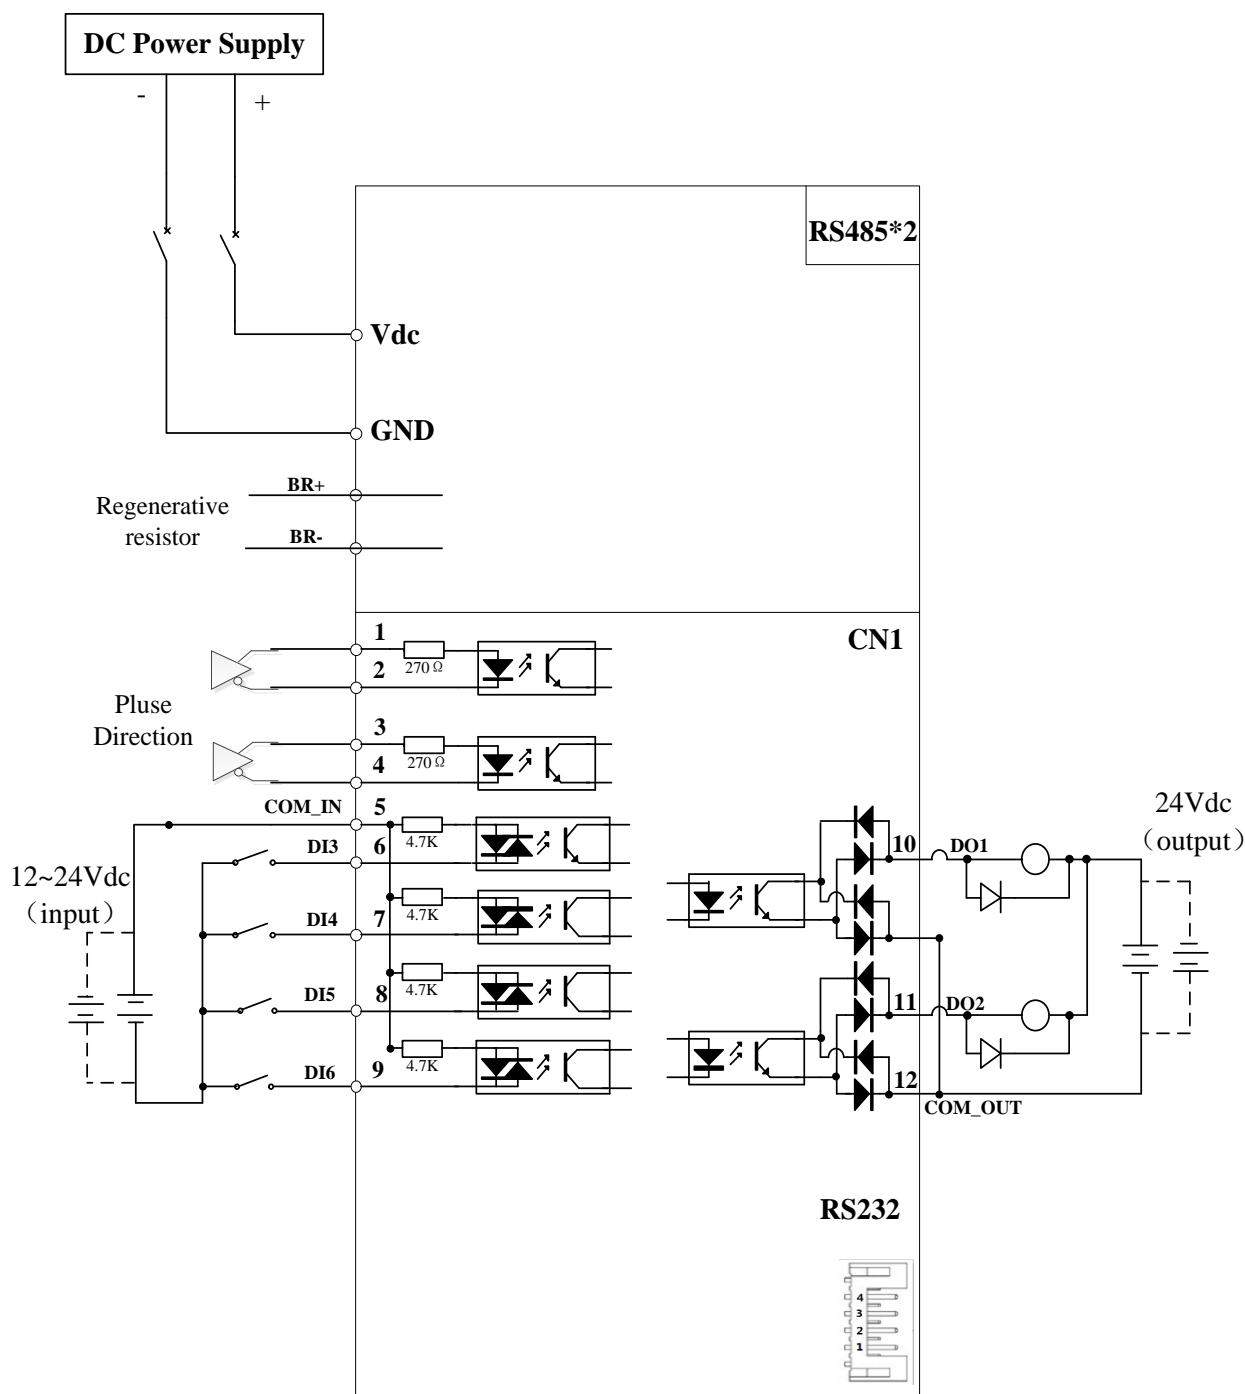 DC Power Supply
-
+
RS485*2
Vdc
GND
BR+
Regenerative
resistor
BR-
CN1
1
270 Ω
2
Pluse
Direction
3
270 Ω
4
COM_IN
5
4.7K
DI3
6
12~24Vdc
（input）
7
4.7K
DI4
8
4.7K
DI5
9
4.7K
DI6
24Vdc
（output）
10
DO1
11
DO2
12
COM_OUT
RS232
4
3
2
1